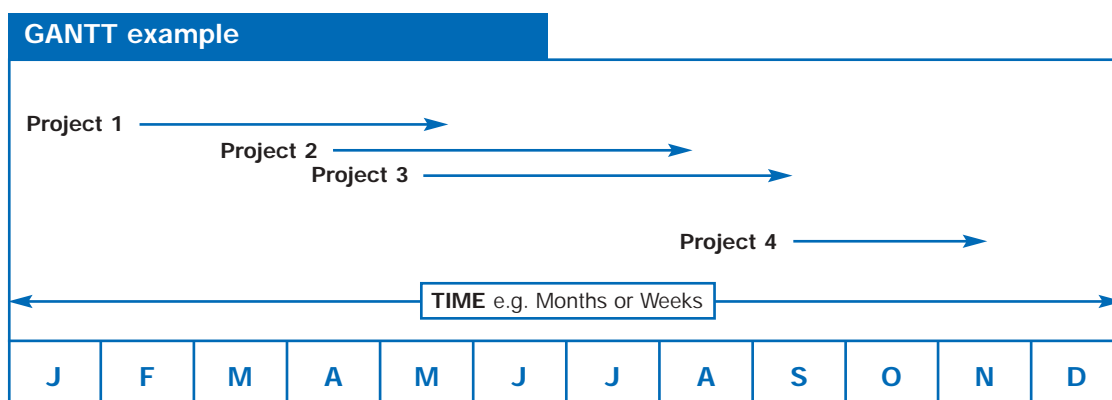 GANTT example
Project 1
Project 2
Project 3
Project 4
TIME e.g. Months or Weeks
J F M A M J J A S O N D